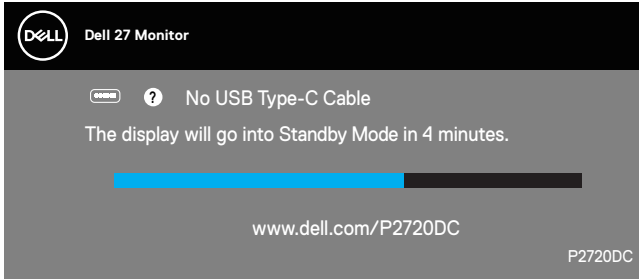 DELL
Dell 27 Monitor
? No USB Type-C Cable
The display will go into Standby Mode in 4 minutes.
www.dell.com/P2720DC
P2720DC